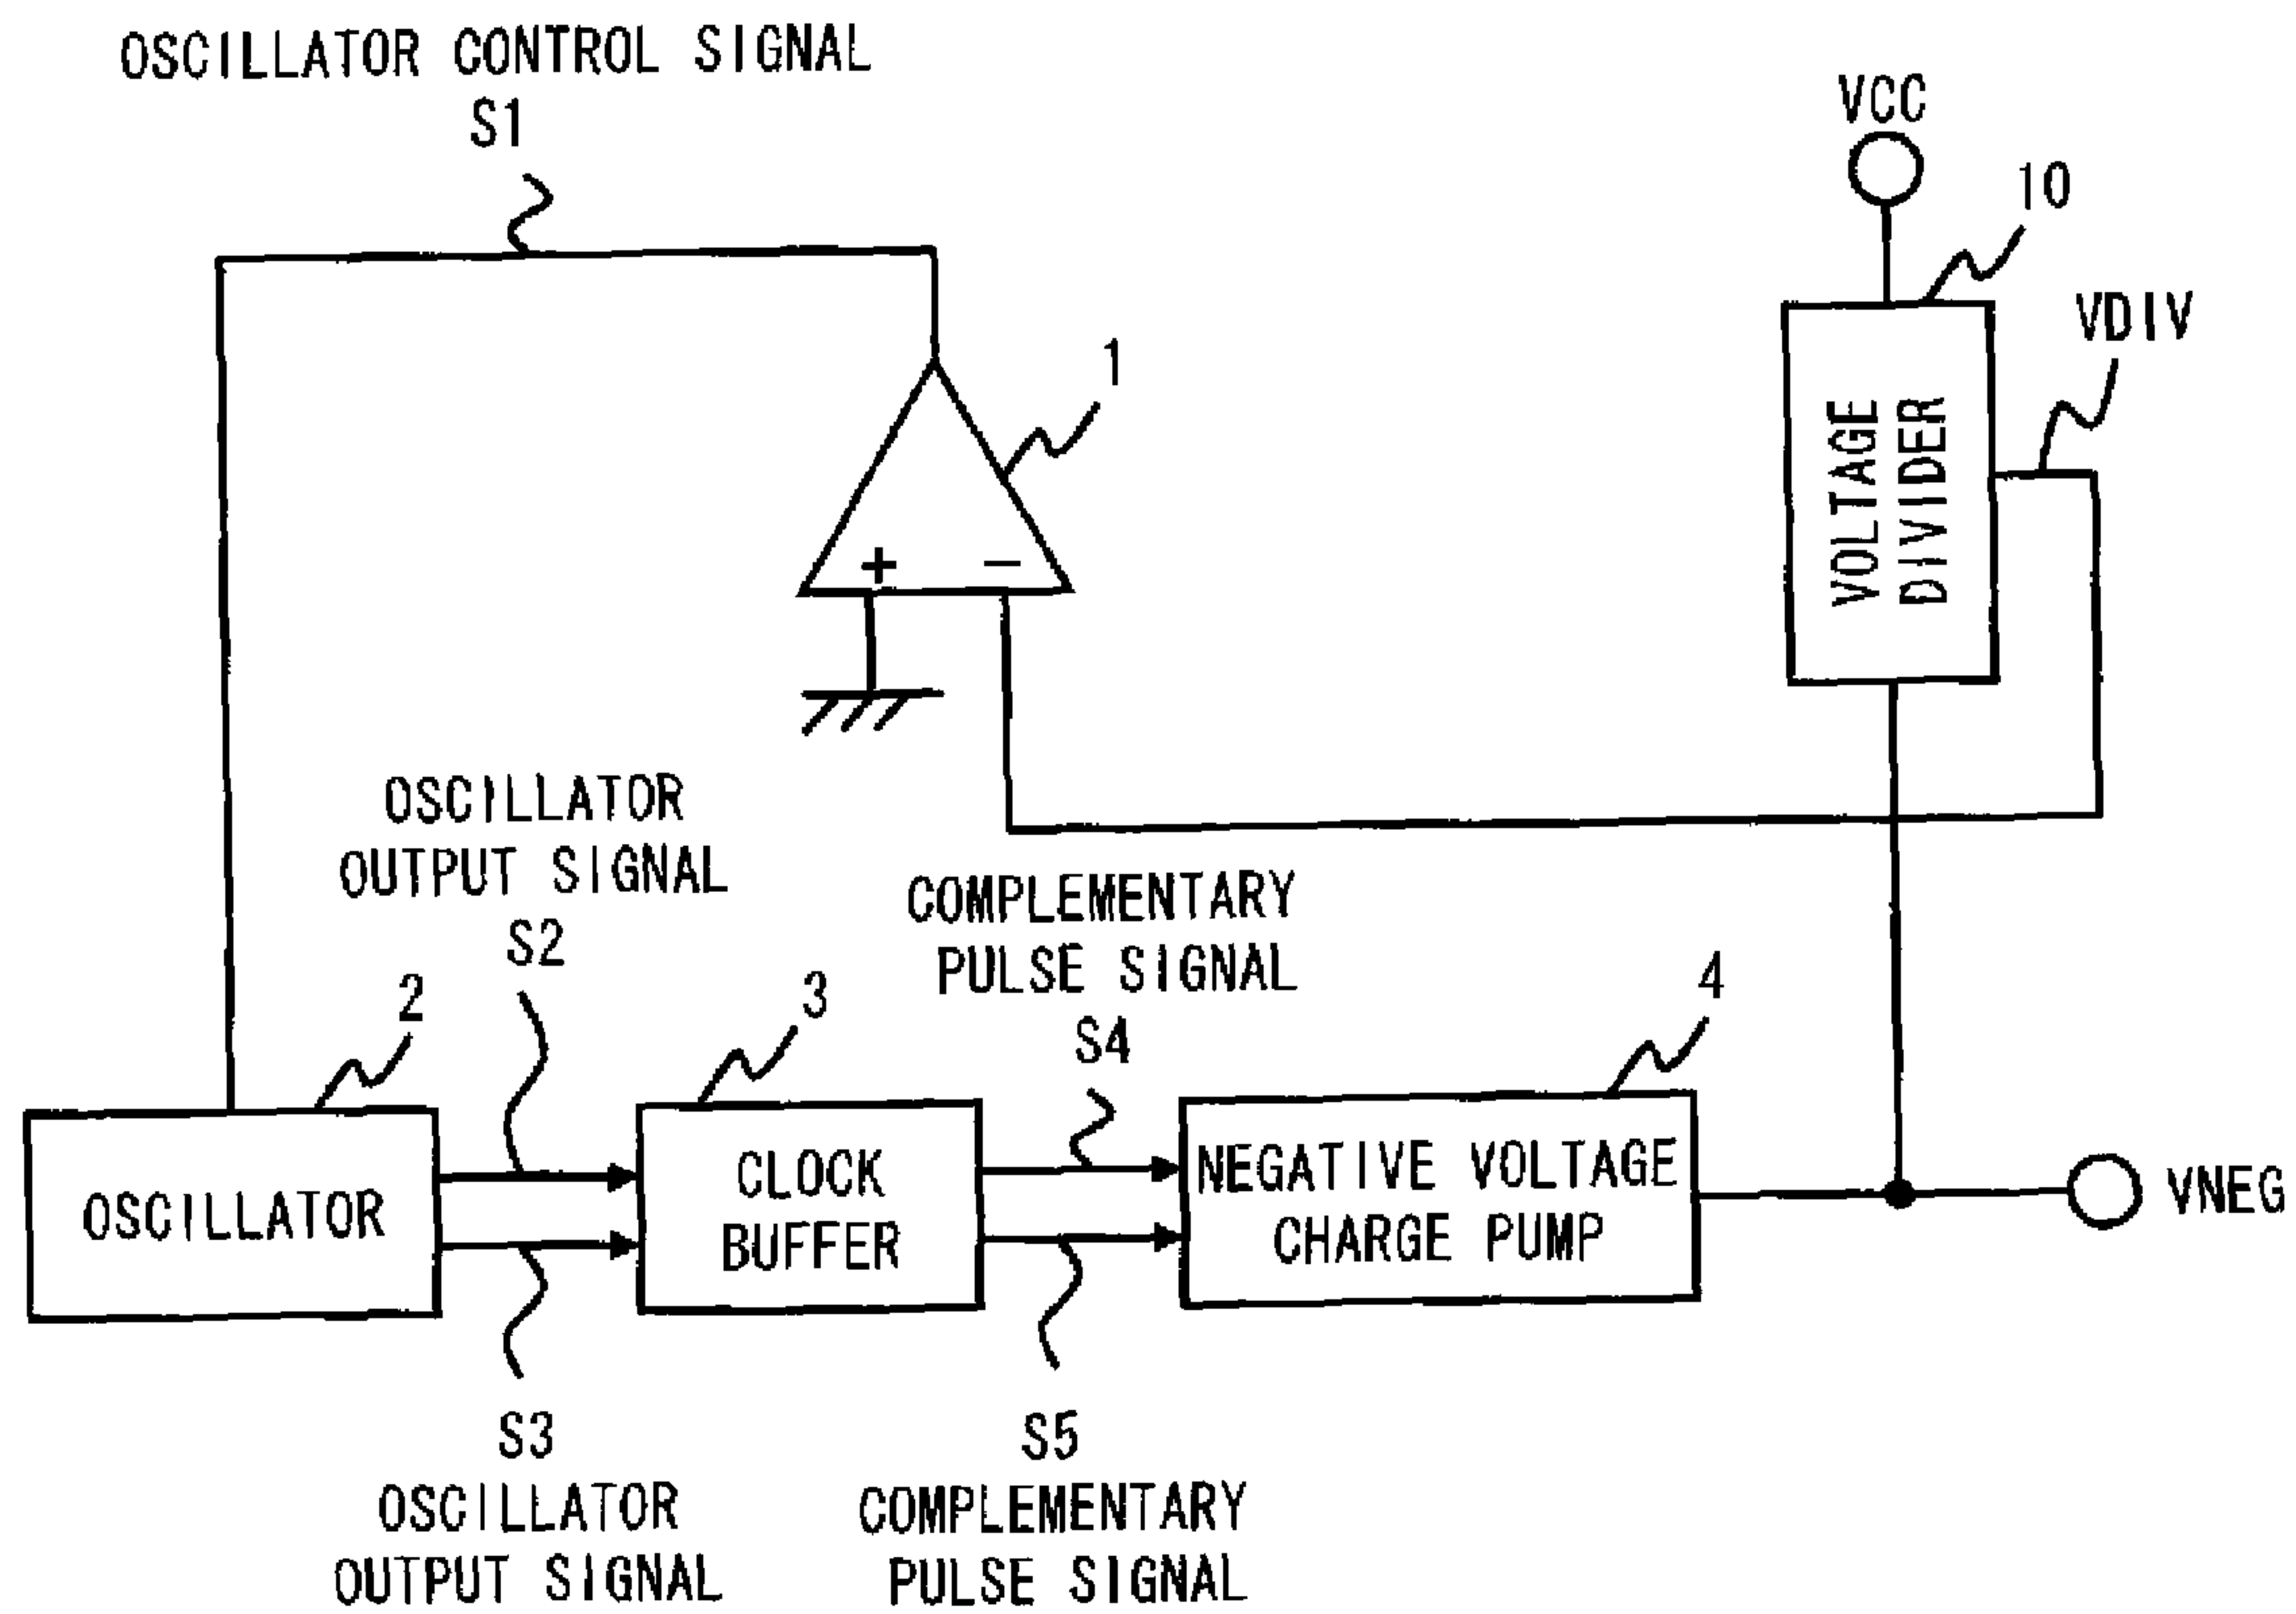 OSCILLATOR CONTROL SIGNAL
S1
VCC
10
VDIV
1
VOLTAGE
DIVIDER
+
−
OSCILLATOR
OUTPUT SIGNAL
S2
COMPLEMENTARY
PULSE SIGNAL
S4
2
3
4
OSCILLATOR
CLOCK
BUFFER
NEGATIVE VOLTAGE
CHARGE PUMP
VNEG
S3
OSCILLATOR
OUTPUT SIGNAL
S5
COMPLEMENTARY
PULSE SIGNAL